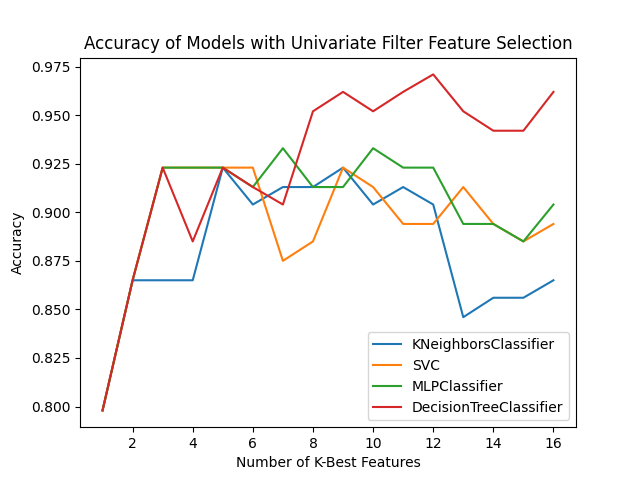 Accuracy of Models with Univariate Filter Feature Selection
0.975
0.950
0.925
0.900
0.875
0.850
0.825
0.800
Accuracy
KNeighborsClassifier
SVC
MLPClassifier
DecisionTreeClassifier
2 4 6 8 10 12 14 16
Number of K-Best Features